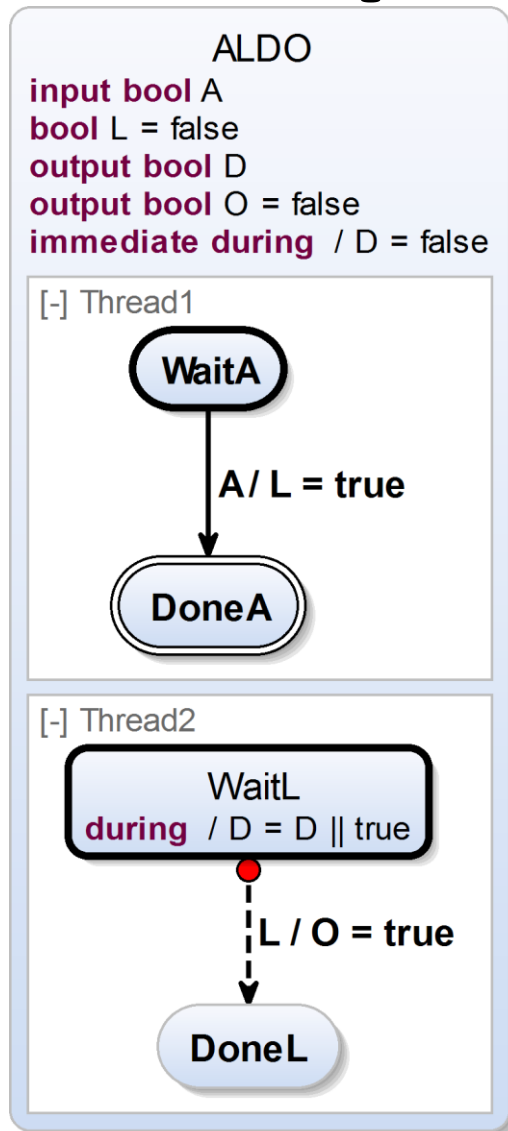 ALDO
input bool A
bool L = false
output bool D
output bool O = false
immediate during / D = false
[-] Thread1
WaitA
A / L = true
DoneA
[-] Thread2
WaitL
during / D = D || true
L / O = true
DoneL